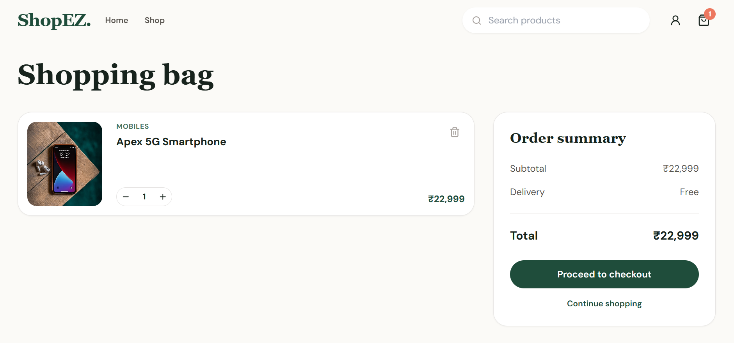 ShopEZ.
Home
Shop
Search products
1
Shopping bag
MOBILES
Apex 5G Smartphone
1
₹22,999
Order summary
Subtotal ₹22,999
Delivery Free
Total ₹22,999
Proceed to checkout
Continue shopping